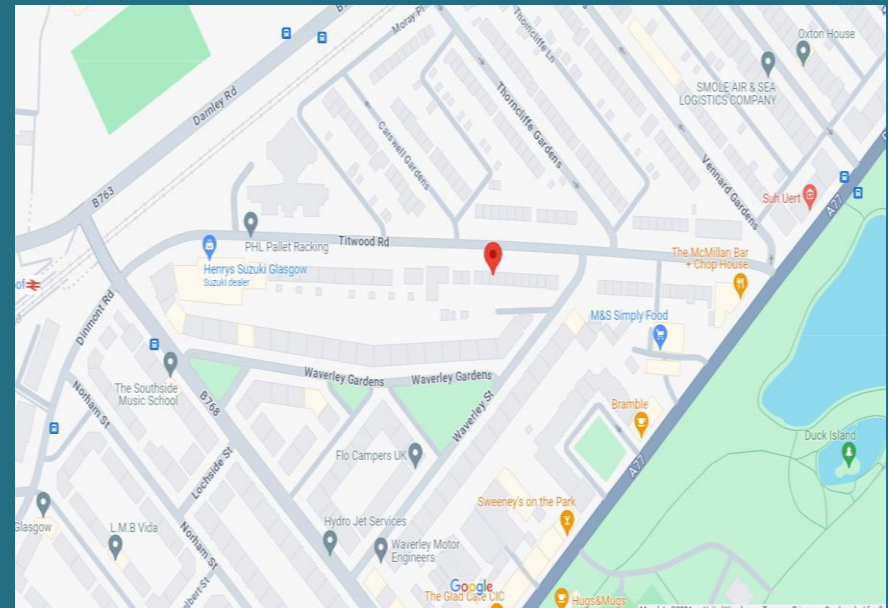 Oxton House
Moray Pl
Thorncliffe Ln
SMOLE AIR & SEA
LOGISTICS COMPANY
Darnley Rd
Thorncliffe Gardens
Carswell Gardens
Vennard Gardens
B763
Suh Uert
A77
PHL Pallet Racking
Titwood Rd
The McMillan Bar
+ Chop House
Henrys Suzuki Glasgow
Suzuki dealer
Dinmont Rd
M&S Simply Food
The Southside
Music School
Waverley Gardens
Waverley Gardens
B768
Norham St
Waverley St
Bramble
Duck Island
Flo Campers UK
A77
Lochside St
Sweeney's on the Park
Glasgow
L.M.B Vida
Norham St
Hydro Jet Services
Waverley Motor
Engineers
Google
The Glad Cafe CIC
Hugs&Mugs